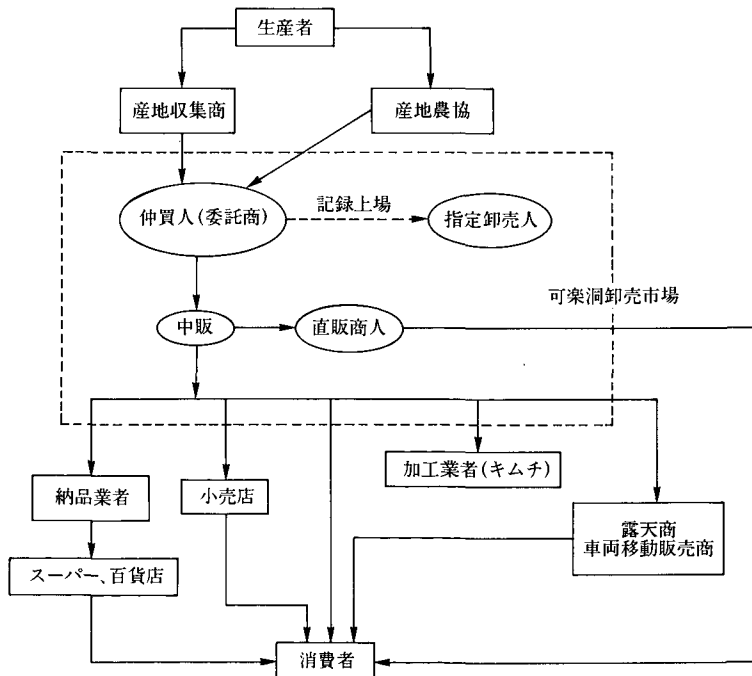 生産者
産地収集商
産地農協
仲買人(委託商)
記録上場
指定卸売人
可楽洞卸売市場
中販
直販商人
納品業者
小売店
加工業者(キムチ)
露天商
車両移動販売商
スーパー、百貨店
消費者